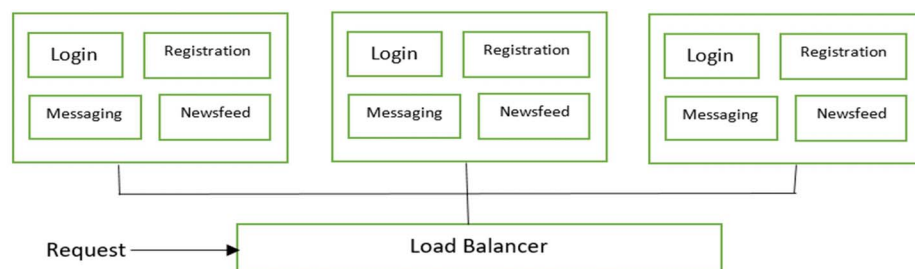 Login
Registration
Messaging
Newsfeed
Login
Registration
Messaging
Newsfeed
Login
Registration
Messaging
Newsfeed
Request
Load Balancer